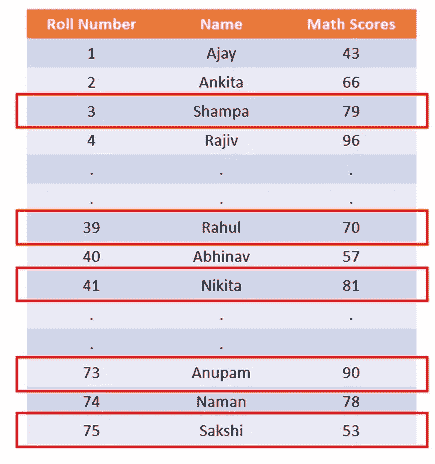 Roll Number Name Math Scores
1 Ajay 43
2 Ankita 66
3 Shampa 79
4 Rajiv 96
. . .
. . .
39 Rahul 70
40 Abhinav 57
41 Nikita 81
. . .
. .
73 Anupam 90
74 Naman 78
75 Sakshi 53